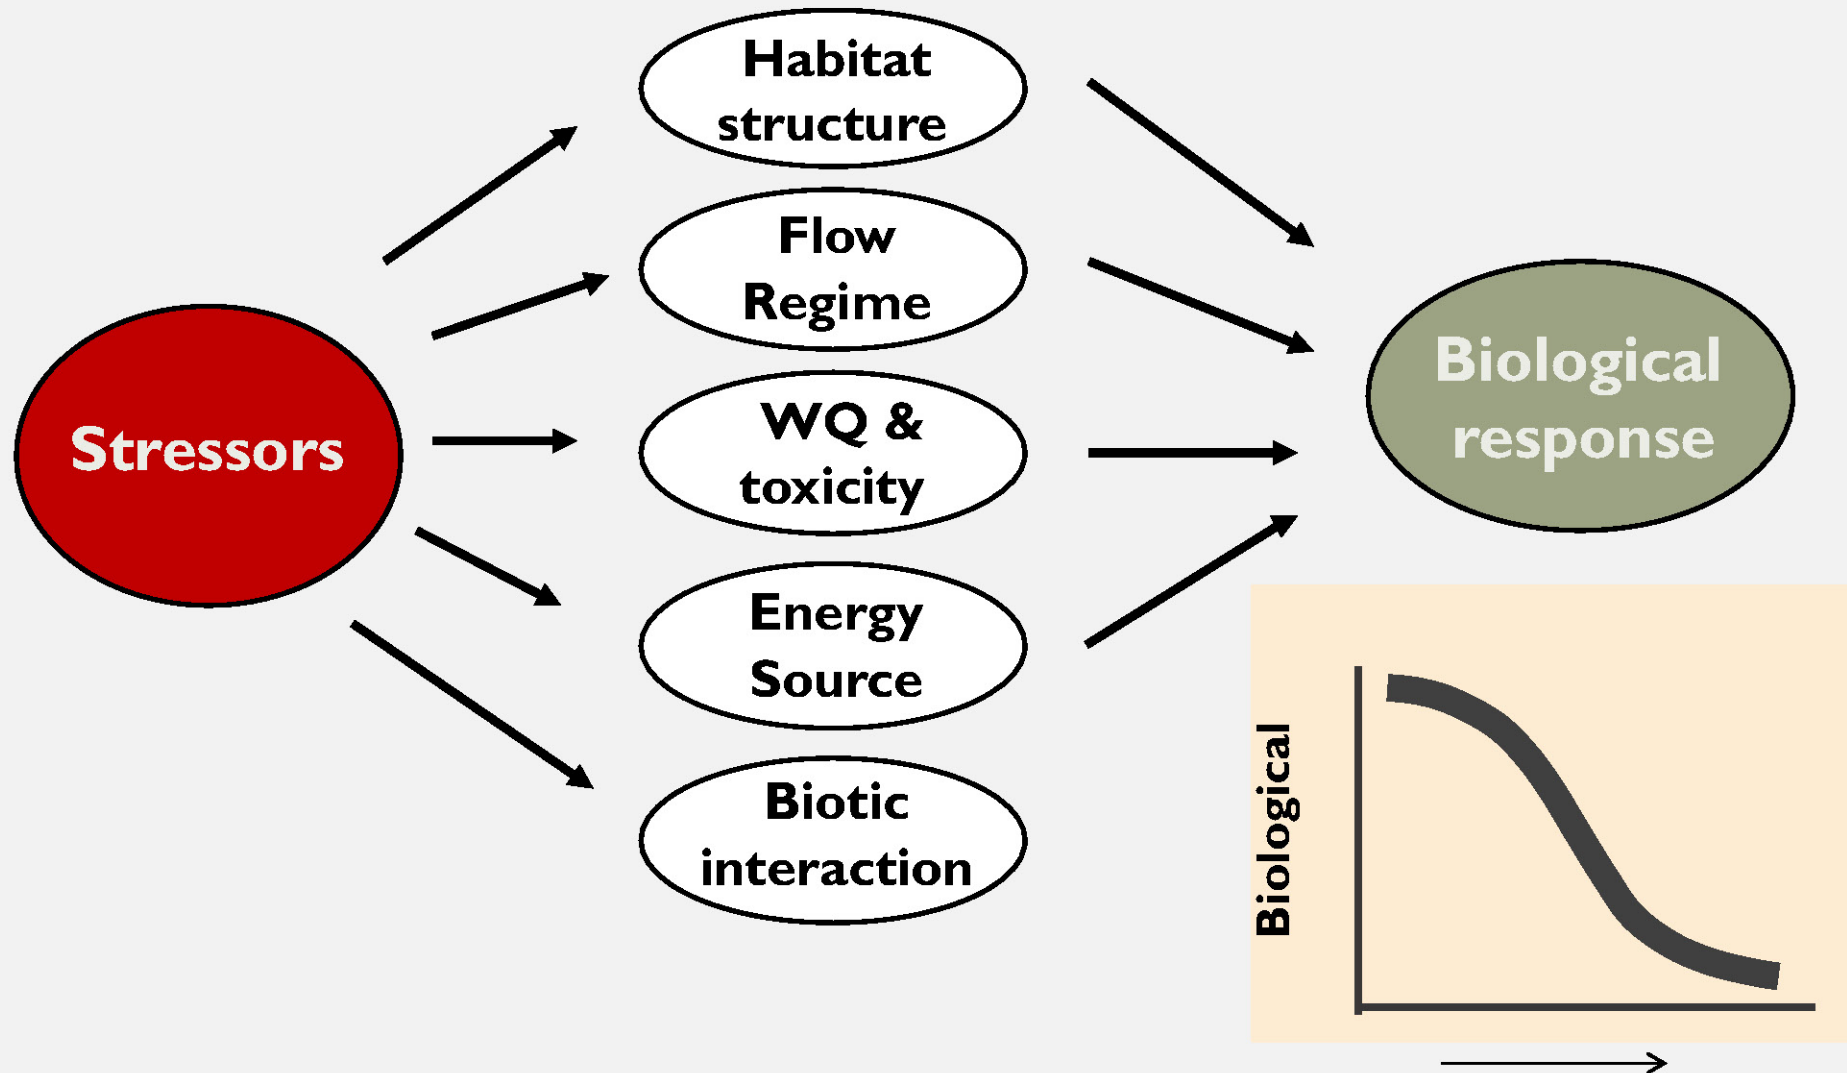 Habitat
structure
Flow
Regime
Stressors
WQ &
toxicity
Energy
Source
Biotic
interaction
Biological
response
Biological